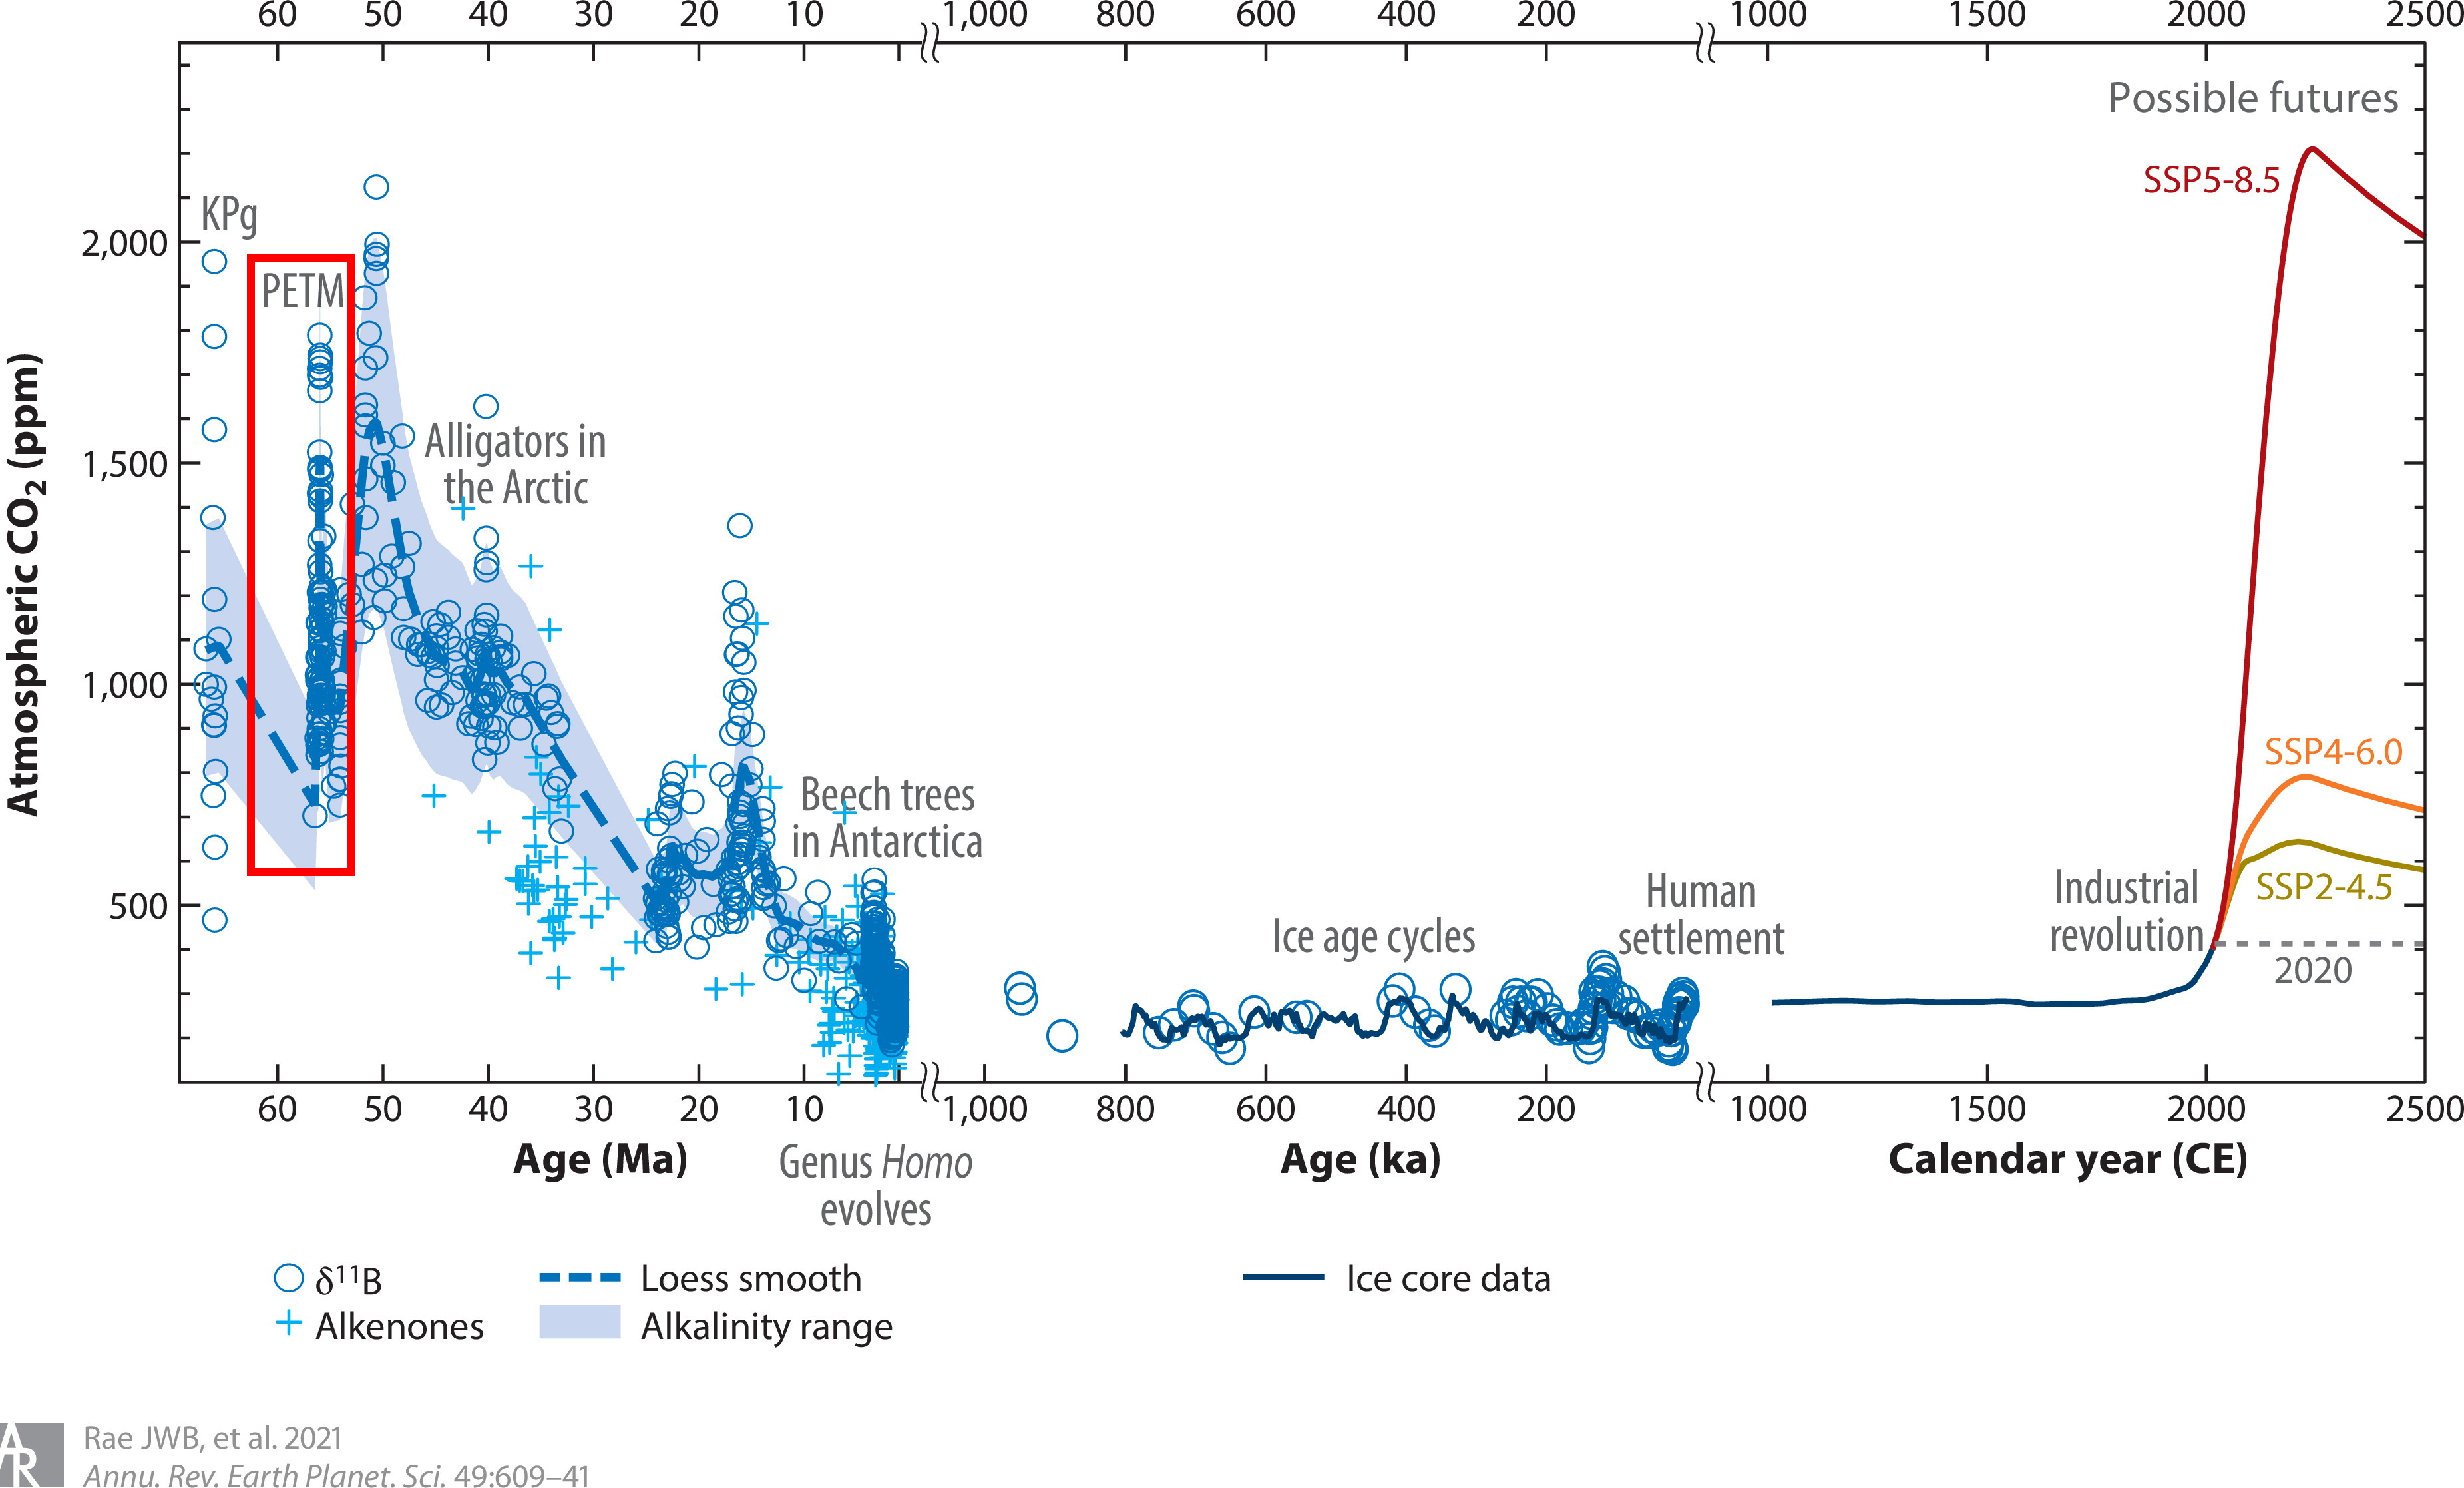 60 50 40 30 20 10 1,000 800 600 400 200 1000 1500 2000 2500
Possible futures
SSP5-8.5
KPg
2,000
PETM
Atmospheric CO₂ (ppm)
Alligators in
the Arctic
1,500
1,000
SSP4-6.0
Beech trees
in Antarctica
500
SSP2-4.5
Industrial
revolution
Human
settlement
Ice age cycles
2020
60 50 40 30 20 10 1,000 800 600 400 200 1000 1500 2000 2500
Age (Ma) Age (ka) Calendar year (CE)
Genus Homo
evolves
δ¹¹B Loess smooth Ice core data
Alkenones Alkalinity range
AR
Rae JWB, et al. 2021
Annu. Rev. Earth Planet. Sci. 49:609–41